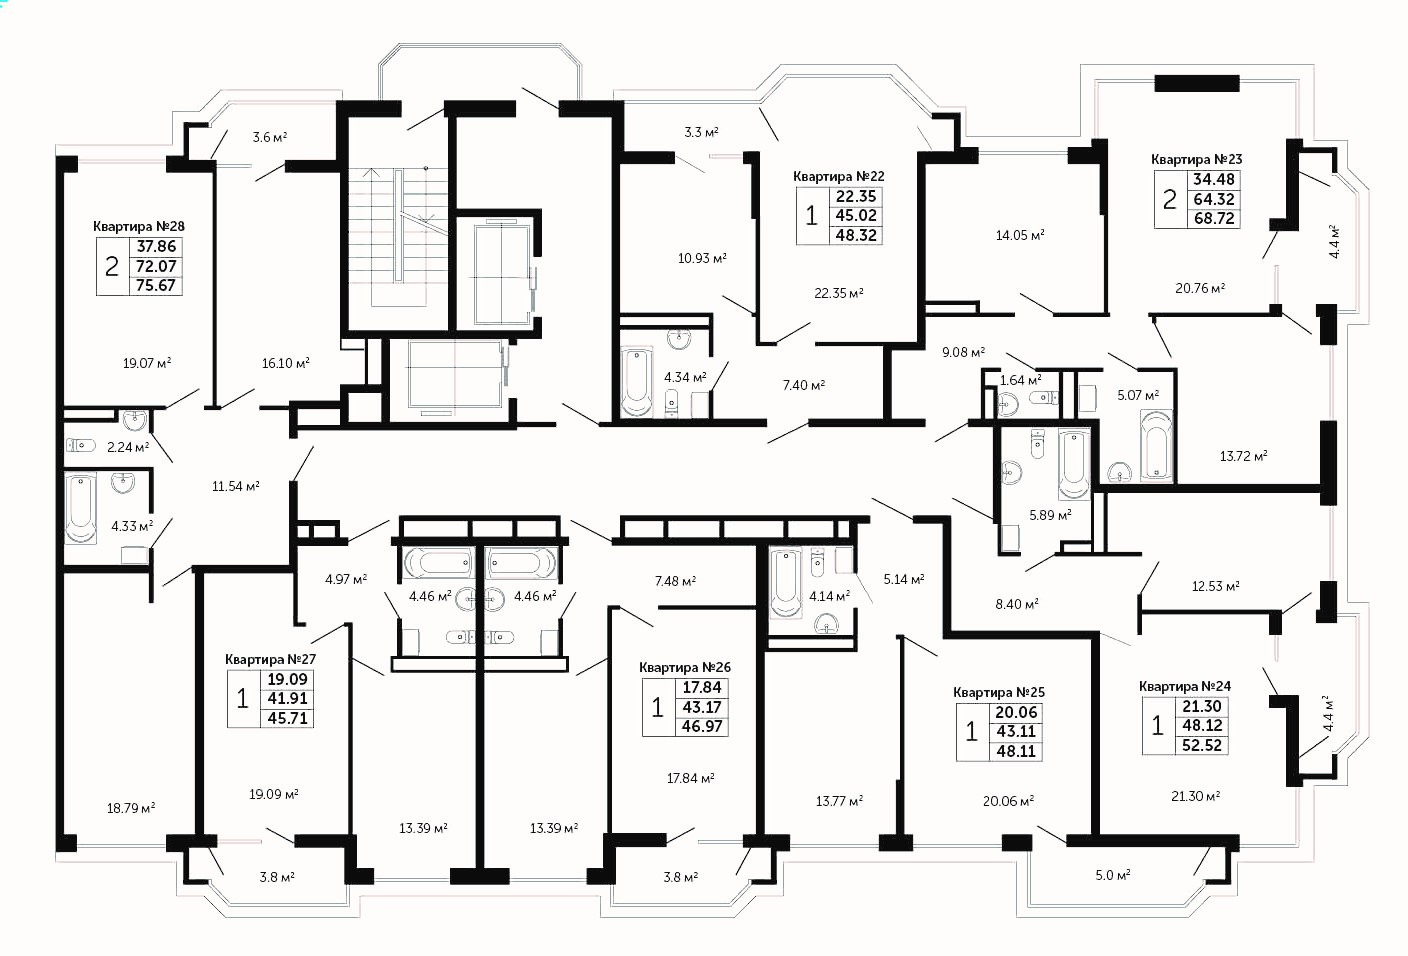 3.6 м²
3.3 м²
Квартира №23
2
34.48
64.32
68.72
Квартира №22
1
22.35
45.02
48.32
Квартира №28
2
37.86
72.07
75.67
14.05 м²
4.4 м²
10.93 м²
22.35 м²
20.76 м²
19.07 м²
16.10 м²
9.08 м²
4.34 м²
7.40 м²
1.64 м²
5.07 м²
2.24 м²
13.72 м²
11.54 м²
4.33 м²
5.89 м²
4.97 м²
4.46 м²
4.46 м²
7.48 м²
4.14 м²
5.14 м²
8.40 м²
12.53 м²
Квартира №27
1
19.09
41.91
45.71
Квартира №26
1
17.84
43.17
46.97
Квартира №25
1
20.06
43.11
48.11
Квартира №24
1
21.30
48.12
52.52
4.4 м²
17.84 м²
19.09 м²
18.79 м²
13.39 м²
13.39 м²
13.77 м²
20.06 м²
21.30 м²
3.8 м²
3.8 м²
5.0 м²